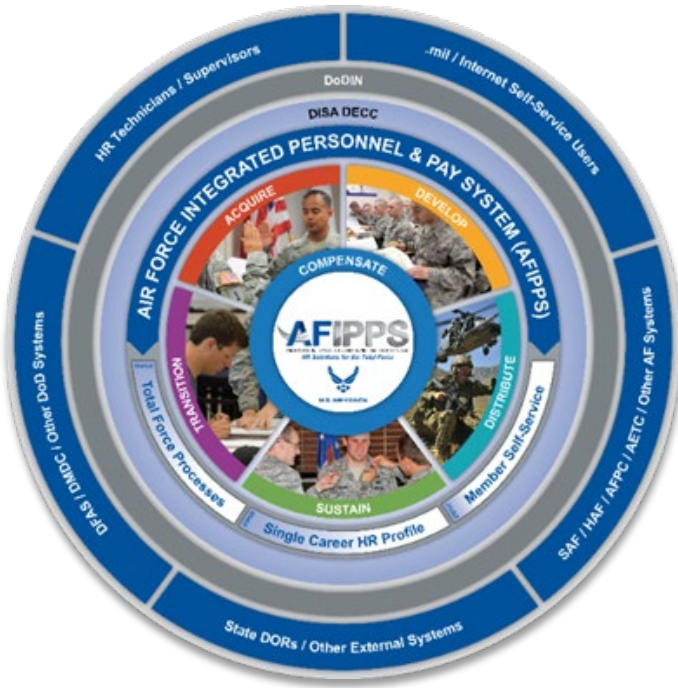 HR Technicians / Supervisors
.mil / Internet Self-Service Users
DoDIN
DISA DECC
AIR FORCE INTEGRATED PERSONNEL & PAY SYSTEM (AFIPPS)
ACQUIRE
DEVELOP
COMPENSATE
AFIPPS
HR Solutions for the Total Force
U.S. AIR FORCE
TRANSITION
DISTRIBUTE
SUSTAIN
Total Force Processes
Single Career HR Profile
Member Self-Service
DFAS / DMDC / Other DoD Systems
SAF / HAF / AFPC / AETC / Other AF Systems
State DORs / Other External Systems